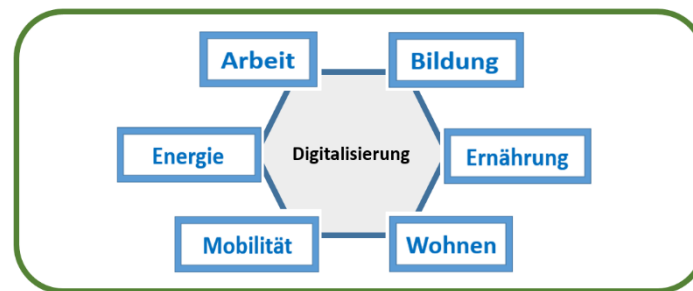 Arbeit
Bildung
Energie
Digitalisierung
Ernährung
Mobilität
Wohnen